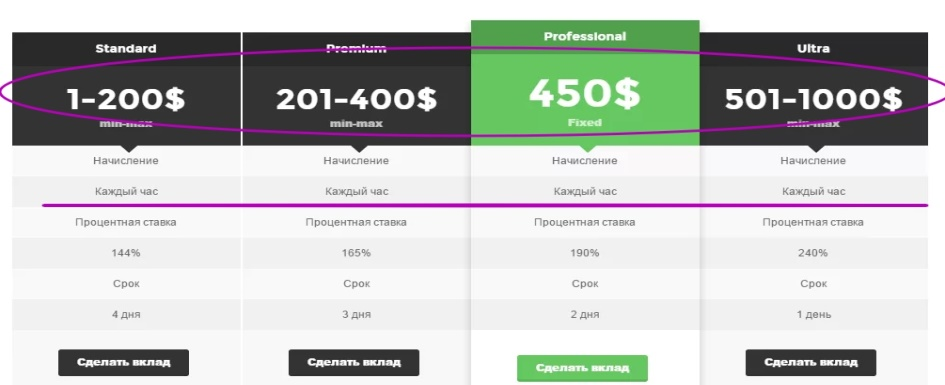 Standard
1-200$
min-max
Начисление
Каждый час
Процентная ставка
144%
Срок
4 дня
Сделать вклад
Premium
201-400$
min-max
Начисление
Каждый час
Процентная ставка
165%
Срок
3 дня
Сделать вклад
Professional
450$
Fixed
Начисление
Каждый час
Процентная ставка
190%
Срок
2 дня
Сделать вклад
Ultra
501-1000$
min-max
Начисление
Каждый час
Процентная ставка
240%
Срок
1 день
Сделать вклад